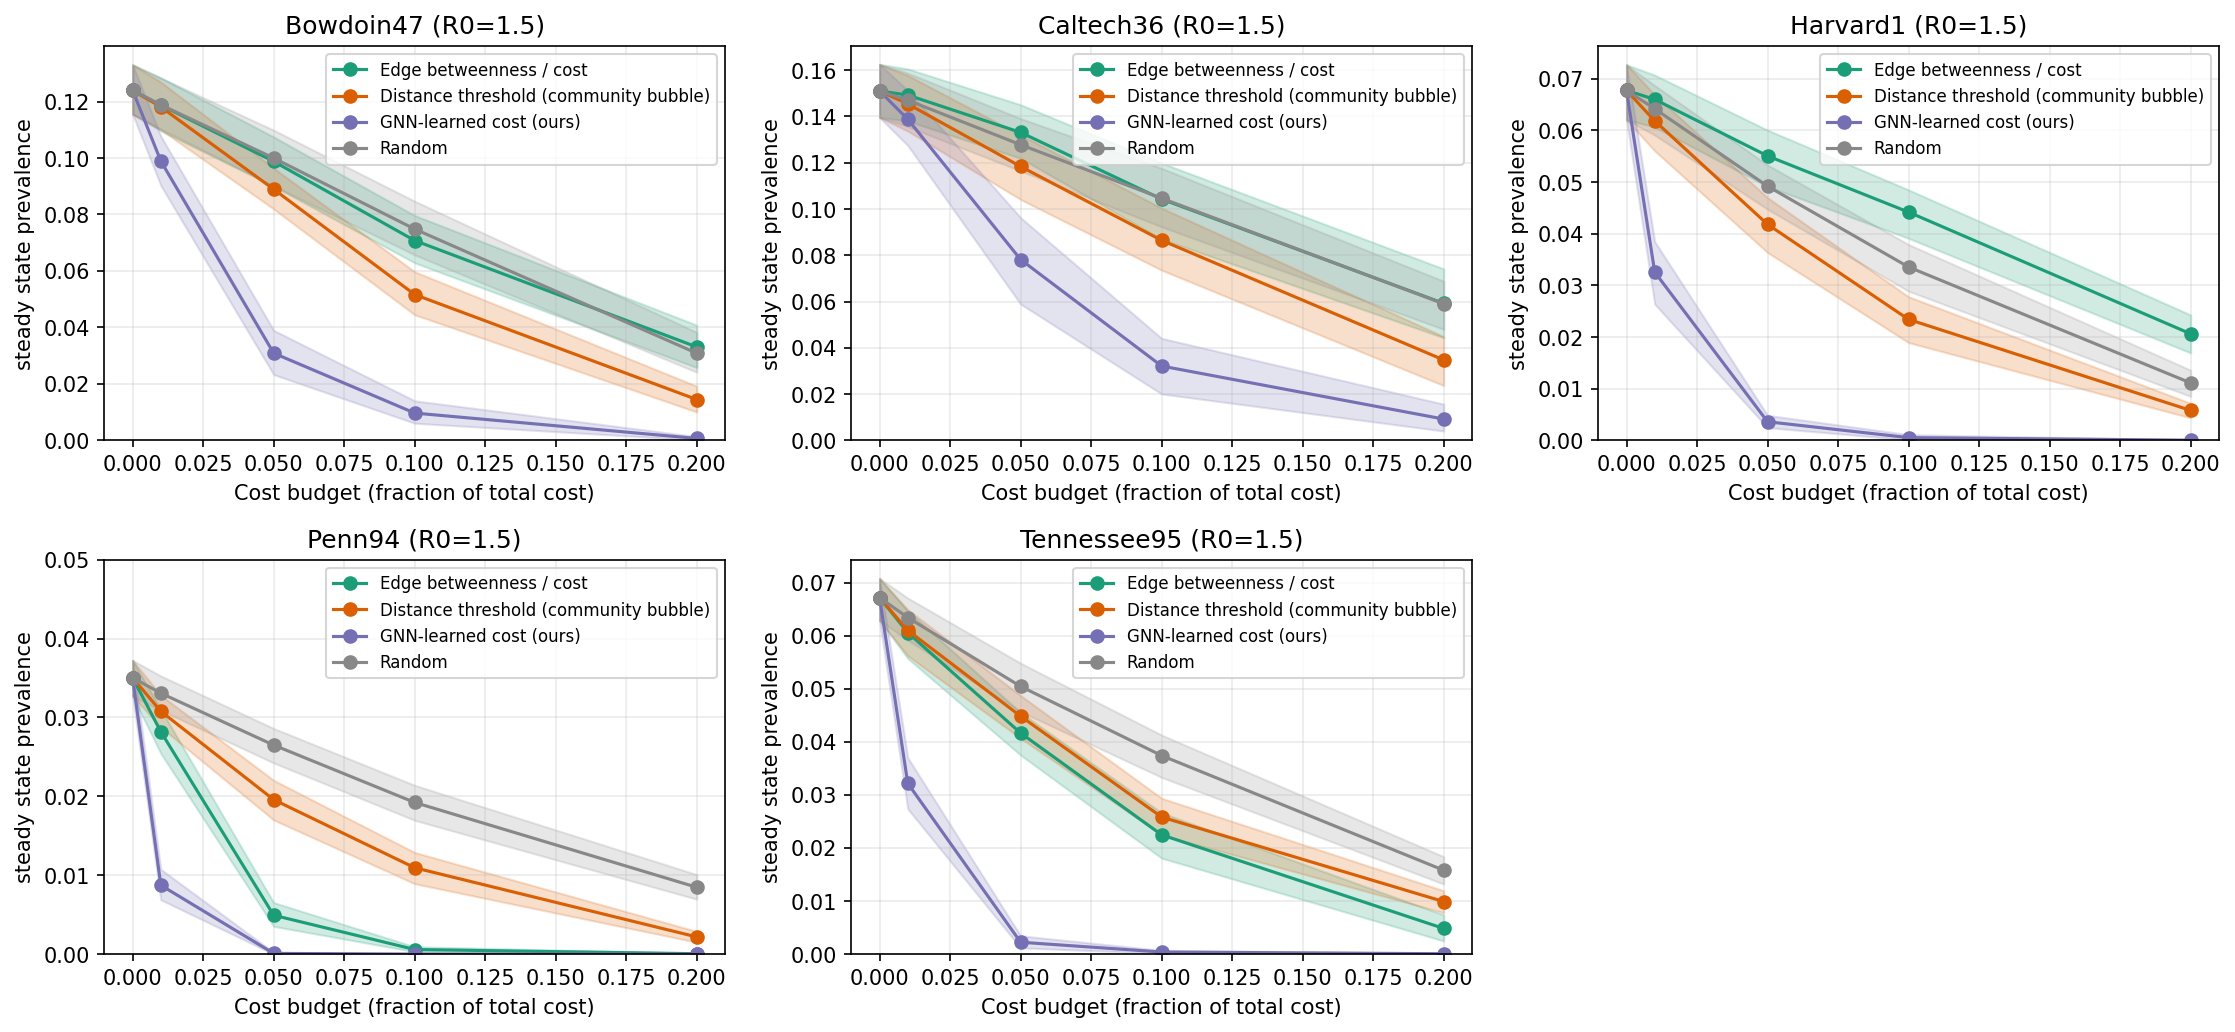 Bowdoin47 (R0=1.5)
steady state prevalence
0.12
0.10
0.08
0.06
0.04
0.02
0.00
Edge betweenness / cost
Distance threshold (community bubble)
GNN-learned cost (ours)
Random
0.000 0.025 0.050 0.075 0.100 0.125 0.150 0.175 0.200
Cost budget (fraction of total cost)
Caltech36 (R0=1.5)
steady state prevalence
0.16
0.14
0.12
0.10
0.08
0.06
0.04
0.02
0.00
Edge betweenness / cost
Distance threshold (community bubble)
GNN-learned cost (ours)
Random
0.000 0.025 0.050 0.075 0.100 0.125 0.150 0.175 0.200
Cost budget (fraction of total cost)
Harvard1 (R0=1.5)
steady state prevalence
0.07
0.06
0.05
0.04
0.03
0.02
0.01
0.00
Edge betweenness / cost
Distance threshold (community bubble)
GNN-learned cost (ours)
Random
0.000 0.025 0.050 0.075 0.100 0.125 0.150 0.175 0.200
Cost budget (fraction of total cost)
Penn94 (R0=1.5)
steady state prevalence
0.05
0.04
0.03
0.02
0.01
0.00
Edge betweenness / cost
Distance threshold (community bubble)
GNN-learned cost (ours)
Random
0.000 0.025 0.050 0.075 0.100 0.125 0.150 0.175 0.200
Cost budget (fraction of total cost)
Tennessee95 (R0=1.5)
steady state prevalence
0.07
0.06
0.05
0.04
0.03
0.02
0.01
0.00
Edge betweenness / cost
Distance threshold (community bubble)
GNN-learned cost (ours)
Random
0.000 0.025 0.050 0.075 0.100 0.125 0.150 0.175 0.200
Cost budget (fraction of total cost)